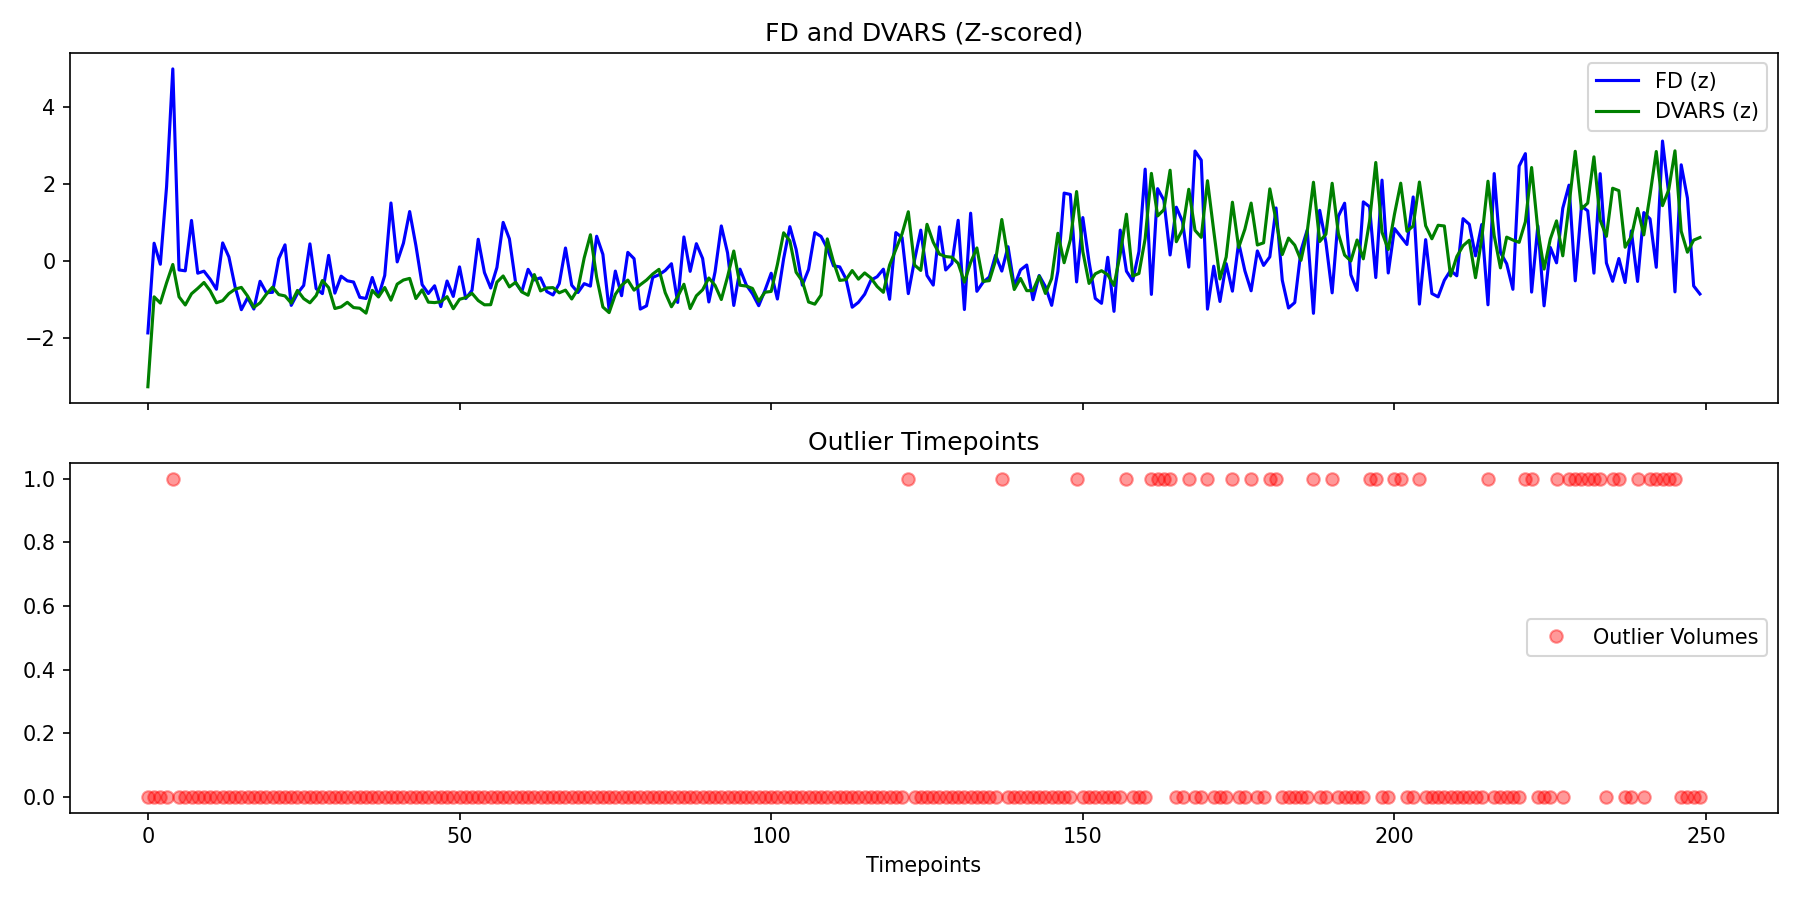 FD and DVARS (Z-scored)
4
2
0
−2
FD (z)
DVARS (z)
Outlier Timepoints
1.0
0.8
0.6
0.4
0.2
0.0
Outlier Volumes
0
50
100
150
200
250
Timepoints